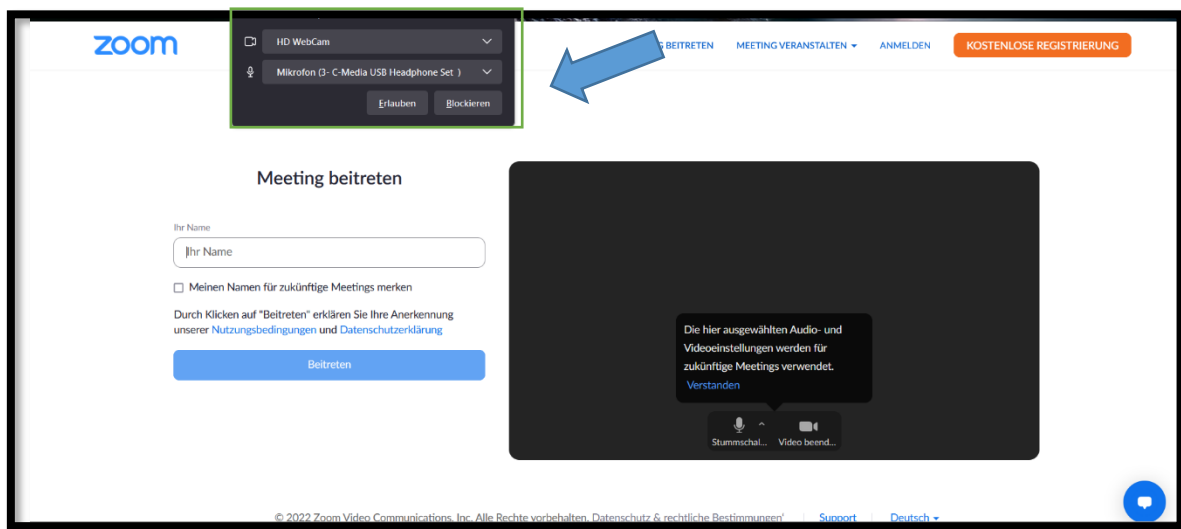 zoom
HD WebCam
Mikrofon (3- C-Media USB Headphone Set )
Erlauben
Blockieren
BEITRETEN
MEETING VERANSTALTEN
ANMELDEN
KOSTENLOSE REGISTRIERUNG
Meeting beitreten
Ihr Name
Ihr Name
Meinen Namen für zukünftige Meetings merken
Durch Klicken auf "Beitreten" erklären Sie Ihre Anerkennung
unserer Nutzungsbedingungen und Datenschutzerklärung
Beitreten
Die hier ausgewählten Audio- und
Videoeinstellungen werden für
zukünftige Meetings verwendet.
Verstanden
Stummschal...
Video beend...
© 2022 Zoom Video Communications, Inc. Alle Rechte vorbehalten. Datenschutz & rechtliche Bestimmungen
Support
Deutsch